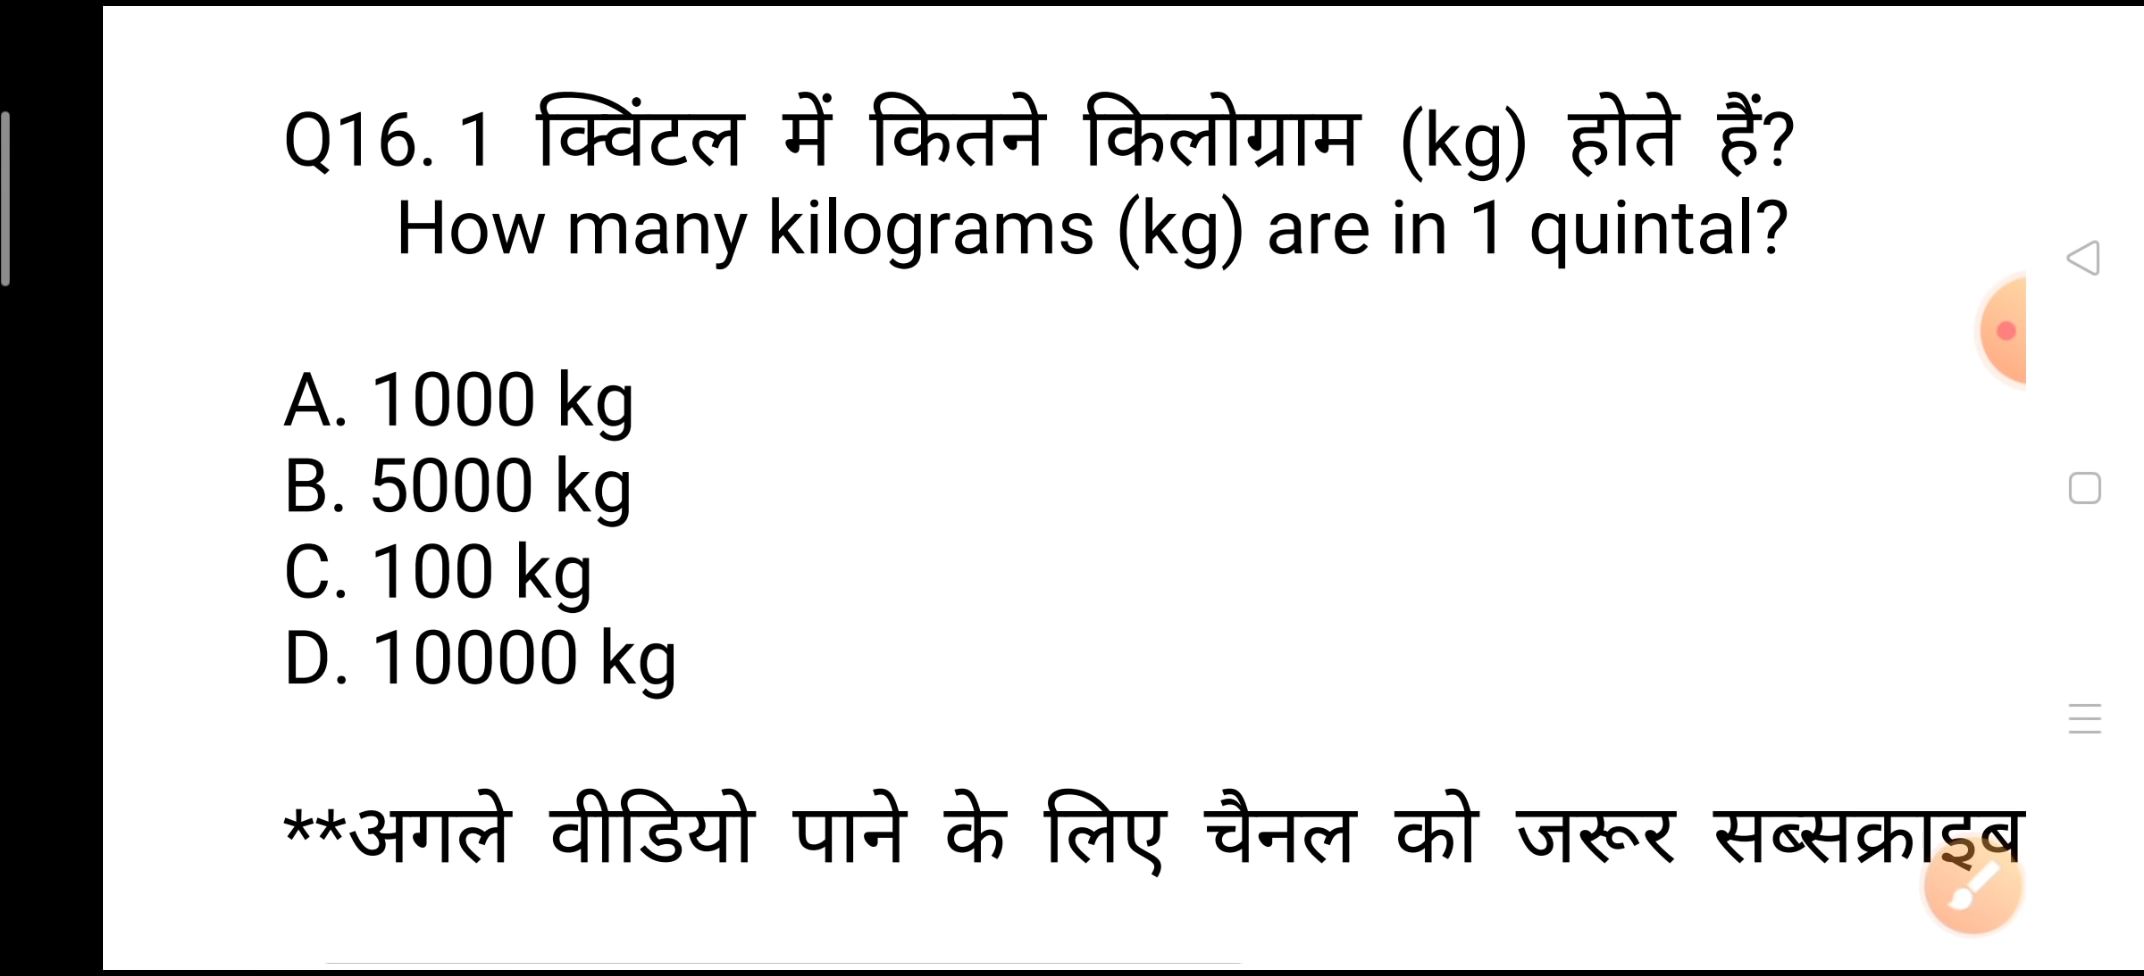 Q16. 1 क्विंटल में कितने किलोग्राम (kg) होते हैं?
How many kilograms (kg) are in 1 quintal?
A. 1000 kg
B. 5000 kg
C. 100 kg
D. 10000 kg
**अगले वीडियो पाने के लिए चैनल को जरूर सब्सक्राइब